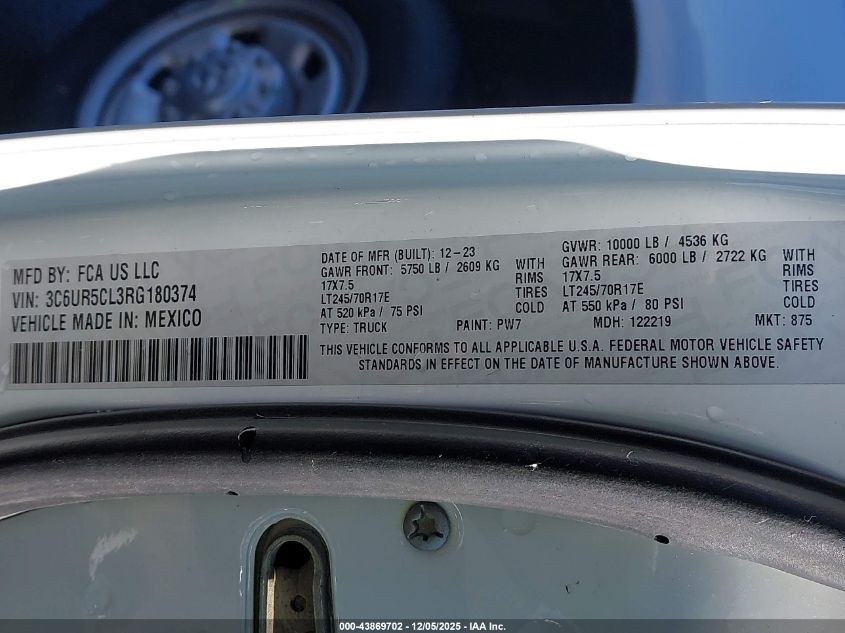 MFD BY: FCA US LLC
VIN: 3C6UR5CL3RG180374
VEHICLE MADE IN: MEXICO
DATE OF MFR (BUILT): 12-23
GAWR FRONT: 5750 LB / 2609 KG WITH
17X7.5 RIMS
LT245/70R17E TIRES
AT 520 kPa / 75 PSI COLD
TYPE: TRUCK PAINT: PW7
GVWR: 10000 LB / 4536 KG
GAWR REAR: 6000 LB / 2722 KG WITH
17X7.5 RIMS
LT245/70R17E TIRES
AT 550 kPa / 80 PSI COLD
MDH: 122219 MKT: 875
THIS VEHICLE CONFORMS TO ALL APPLICABLE U.S.A. FEDERAL MOTOR VEHICLE SAFETY
STANDARDS IN EFFECT ON THE DATE OF MANUFACTURE SHOWN ABOVE.
000-43869702 - 12/05/2025 - IAA Inc.